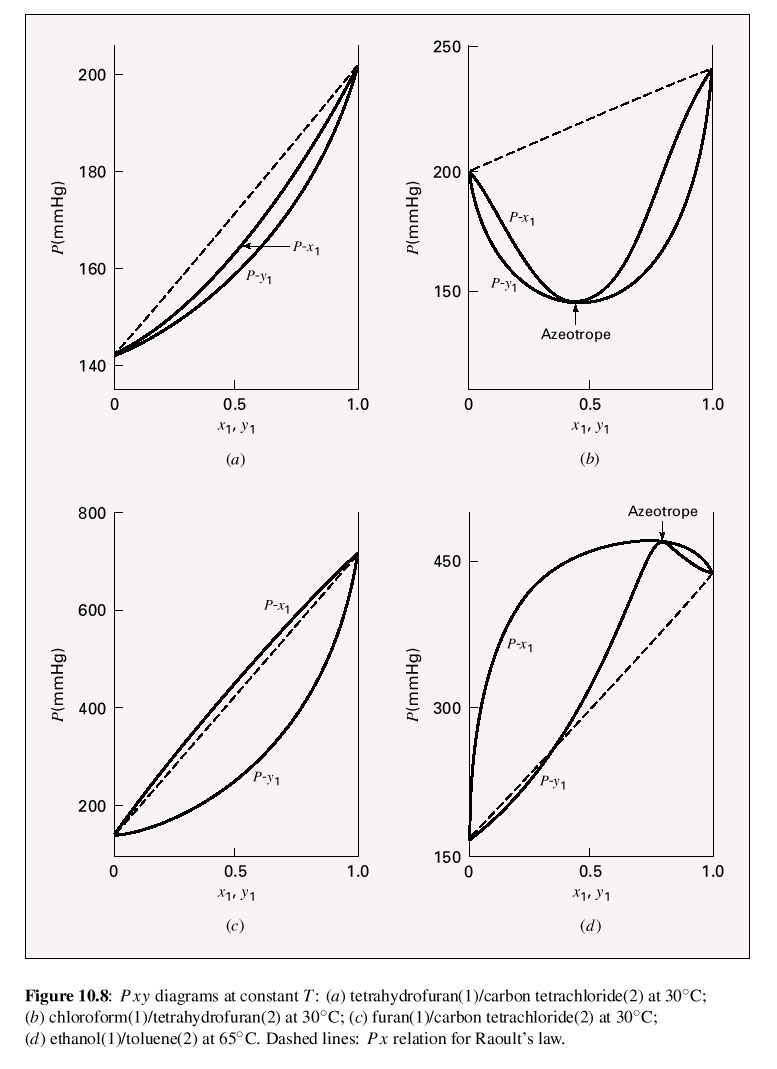 200
180
160
140
P(mmHg)
P-x1
P-y1
0 0.5 1.0
x1, y1
(a)
250
200
150
P(mmHg)
P-x1
P-y1
Azeotrope
0 0.5 1.0
x1, y1
(b)
800
600
400
200
P(mmHg)
P-x1
P-y1
0 0.5 1.0
x1, y1
(c)
Azeotrope
450
300
150
P(mmHg)
P-x1
P-y1
0 0.5 1.0
x1, y1
(d)
Figure 10.8: P xy diagrams at constant T: (a) tetrahydrofuran(1)/carbon tetrachloride(2) at 30°C;
(b) chloroform(1)/tetrahydrofuran(2) at 30°C; (c) furan(1)/carbon tetrachloride(2) at 30°C;
(d) ethanol(1)/toluene(2) at 65°C. Dashed lines: Px relation for Raoult's law.